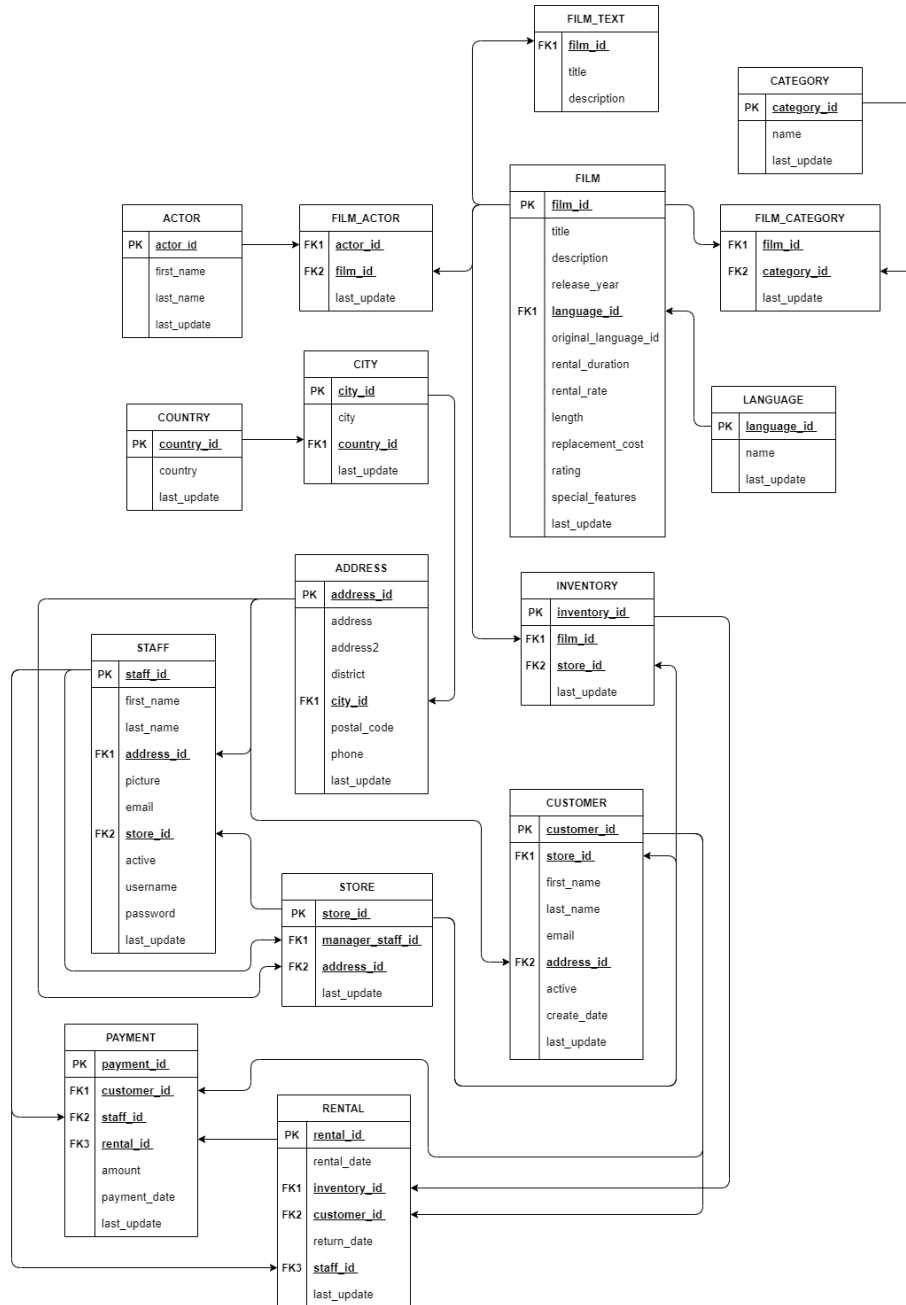 FILM_TEXT
FK1 film_id
title
description
CATEGORY
PK category_id
name
last_update
FILM
PK film_id
title
description
release_year
FK1 language_id
original_language_id
rental_duration
rental_rate
length
replacement_cost
rating
special_features
last_update
ACTOR
PK actor_id
first_name
last_name
last_update
FILM_ACTOR
FK1 actor_id
FK2 film_id
last_update
FILM_CATEGORY
FK1 film_id
FK2 category_id
last_update
CITY
PK city_id
city
FK1 country_id
last_update
COUNTRY
PK country_id
country
last_update
LANGUAGE
PK language_id
name
last_update
ADDRESS
PK address_id
address
address2
district
FK1 city_id
postal_code
phone
last_update
INVENTORY
PK inventory_id
FK1 film_id
FK2 store_id
last_update
STAFF
PK staff_id
first_name
last_name
FK1 address_id
picture
email
FK2 store_id
active
username
password
last_update
CUSTOMER
PK customer_id
FK1 store_id
first_name
last_name
email
FK2 address_id
active
create_date
last_update
STORE
PK store_id
FK1 manager_staff_id
FK2 address_id
last_update
PAYMENT
PK payment_id
FK1 customer_id
FK2 staff_id
FK3 rental_id
amount
payment_date
last_update
RENTAL
PK rental_id
rental_date
FK1 inventory_id
FK2 customer_id
return_date
FK3 staff_id
last_update